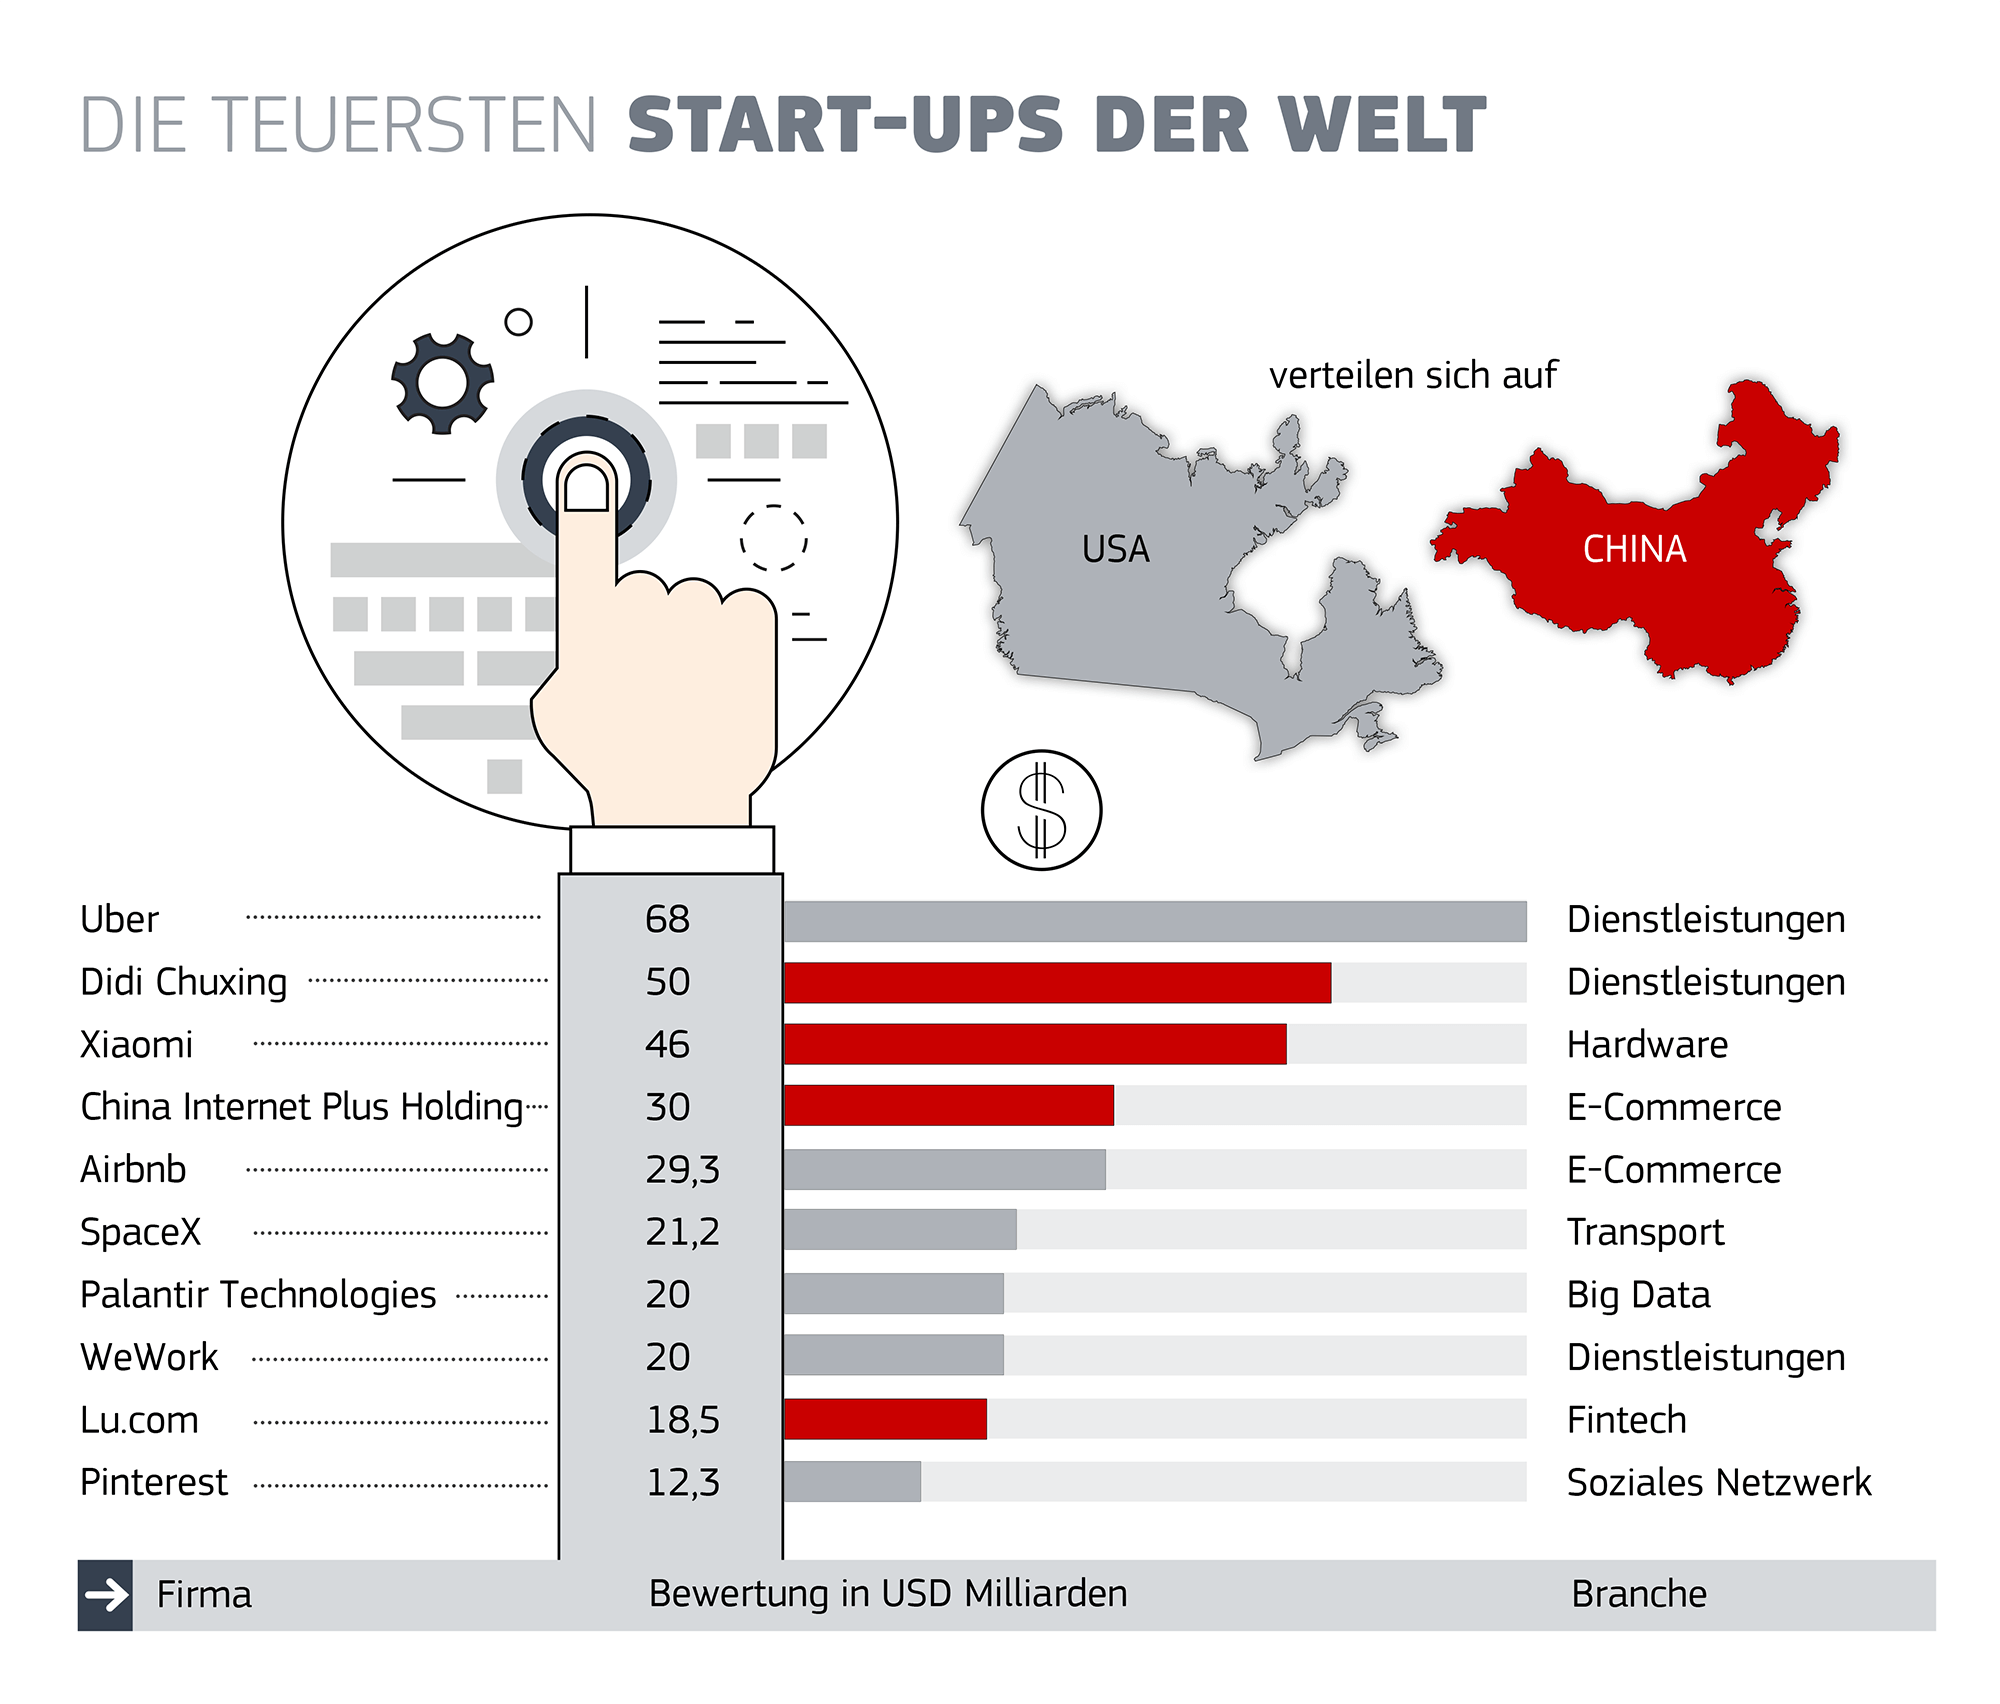 DIE TEUERSTEN START-UPS DER WELT
verteilen sich auf
USA
CHINA
$
Uber 68 Dienstleistungen
Didi Chuxing 50 Dienstleistungen
Xiaomi 46 Hardware
China Internet Plus Holding 30 E-Commerce
Airbnb 29,3 E-Commerce
SpaceX 21,2 Transport
Palantir Technologies 20 Big Data
WeWork 20 Dienstleistungen
Lu.com 18,5 Fintech
Pinterest 12,3 Soziales Netzwerk
Firma Bewertung in USD Milliarden Branche